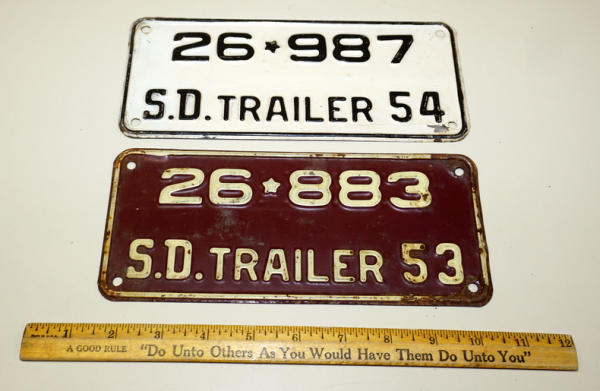 26★987
S.D. TRAILER 54
26★883
S.D. TRAILER 53
1 2 3 4 5 6 7 8 9 10 11 12
A GOOD RULE "Do Unto Others As You Would Have Them Do Unto You"